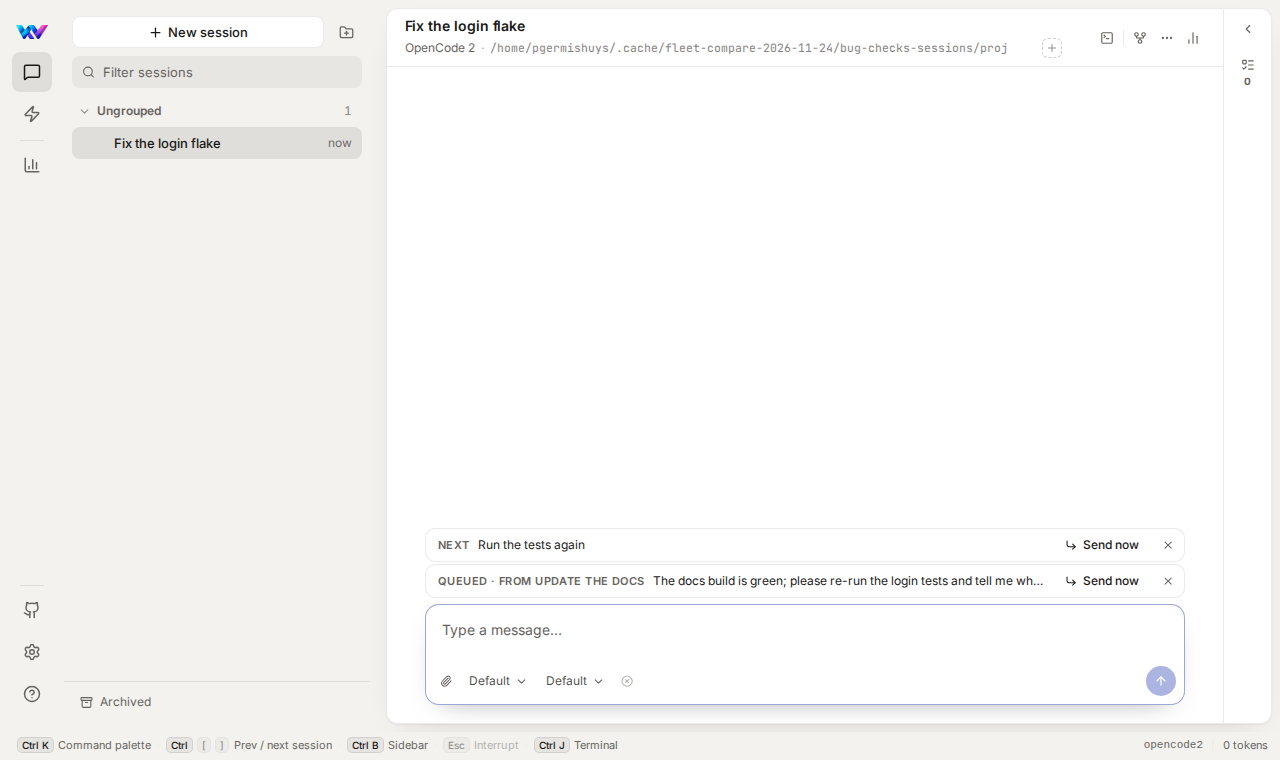 New session
Filter sessions
Ungrouped 1
Fix the login flake now
Archived
Fix the login flake
OpenCode 2 · /home/pgermishuys/.cache/fleet-compare-2026-11-24/bug-checks-sessions/proj
0
NEXT Run the tests again Send now
QUEUED · FROM UPDATE THE DOCS The docs build is green; please re-run the login tests and tell me wh... Send now
Type a message...
Default Default
Ctrl K Command palette Ctrl [ ] Prev / next session Ctrl B Sidebar Esc Interrupt Ctrl J Terminal opencode2 0 tokens